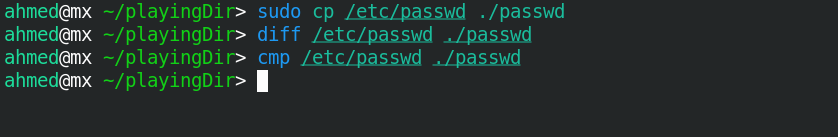 ahmed@mx ~/playingDir> sudo cp /etc/passwd ./passwd
ahmed@mx ~/playingDir> diff /etc/passwd ./passwd
ahmed@mx ~/playingDir> cmp /etc/passwd ./passwd
ahmed@mx ~/playingDir>